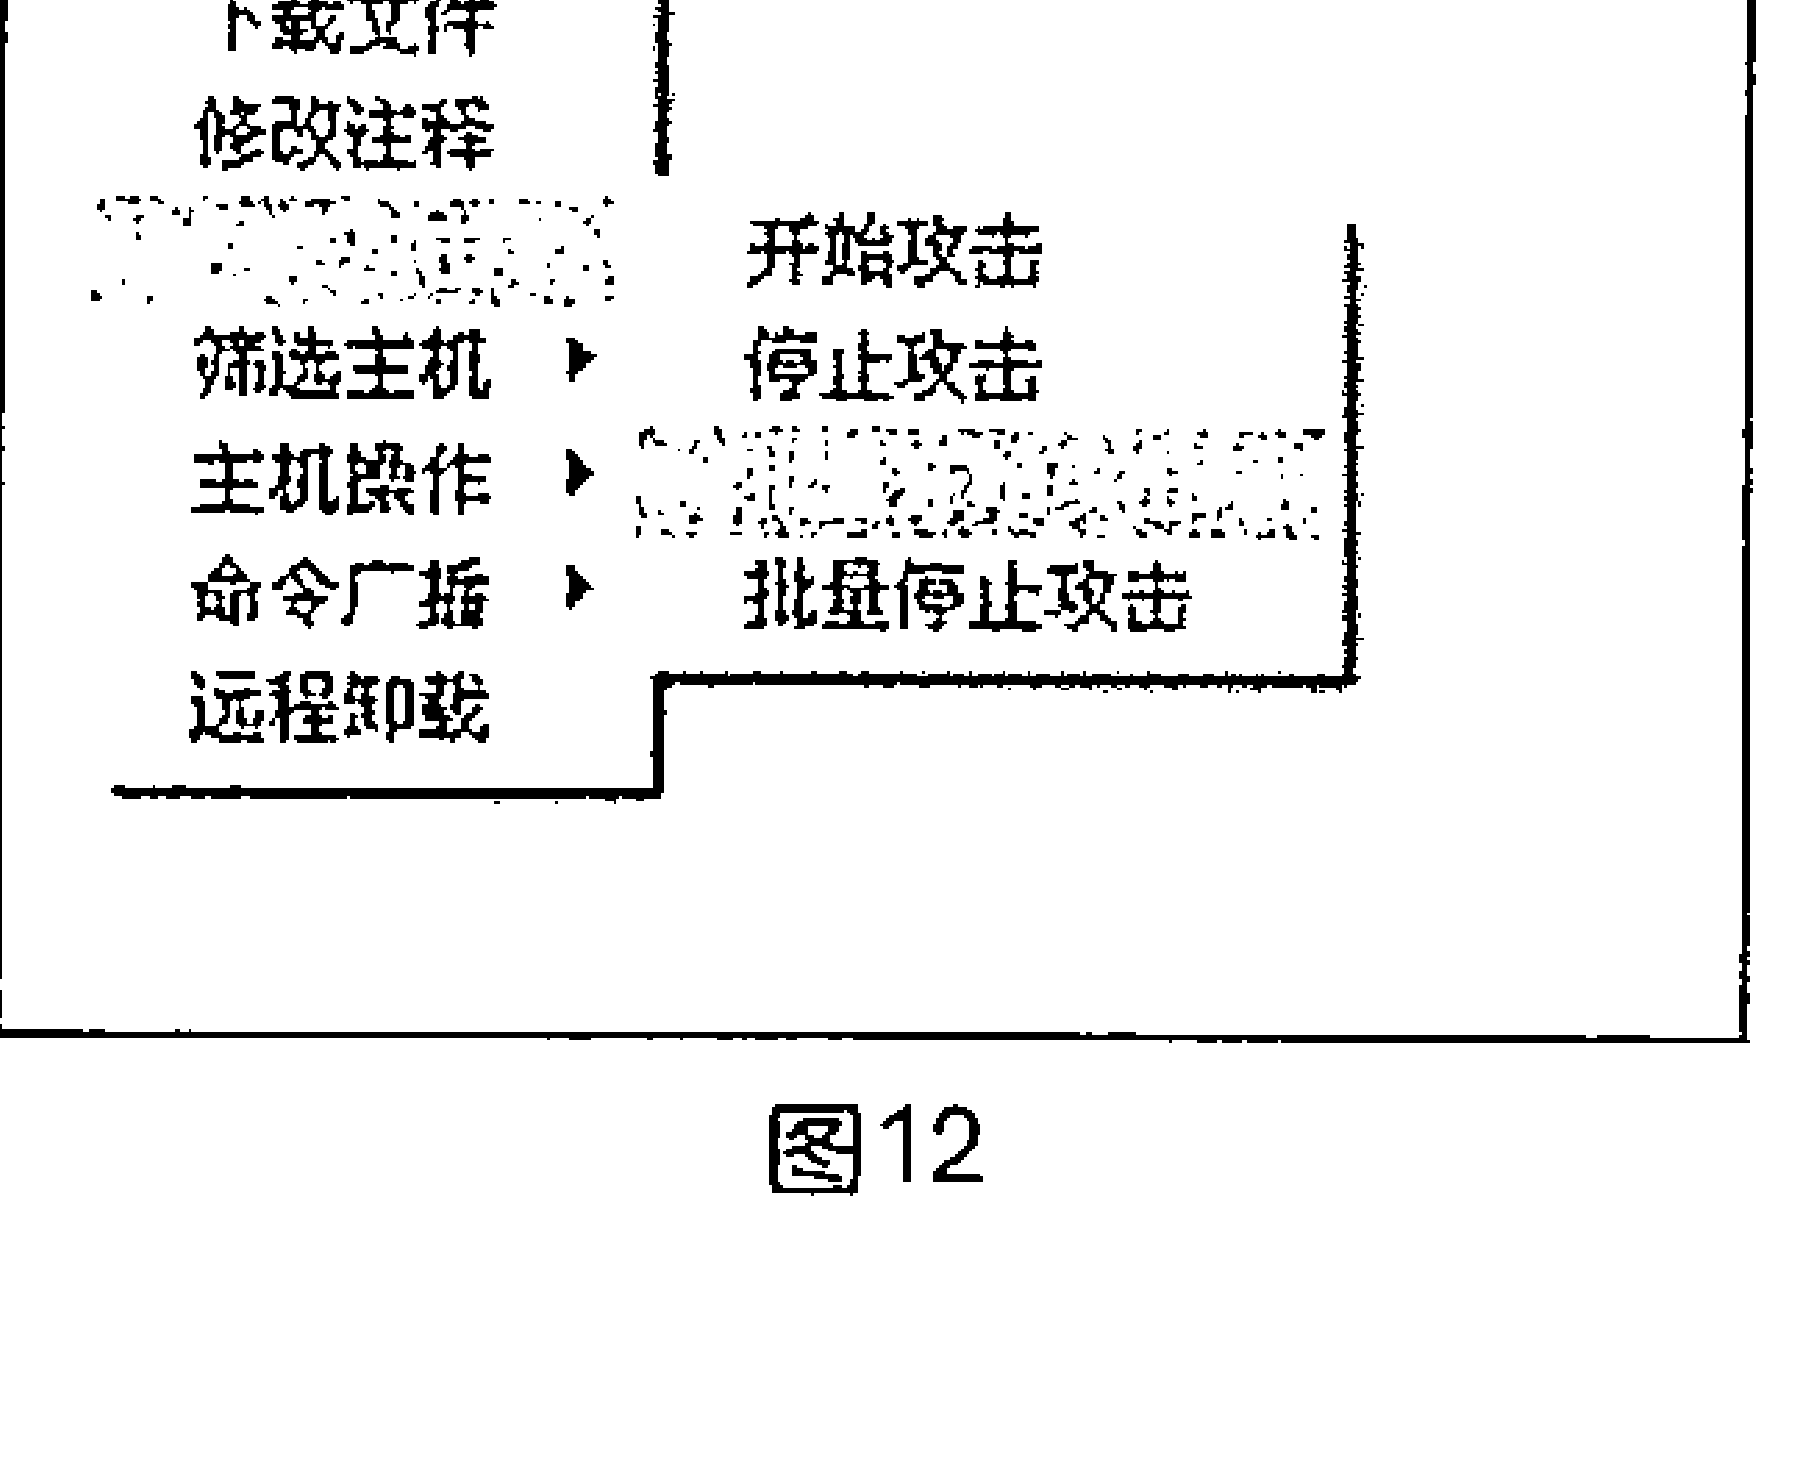 下载文件
修改注释
筛选主机
主机操作
命令广播
远程卸载
开始攻击
停止攻击
批量停止攻击
图12